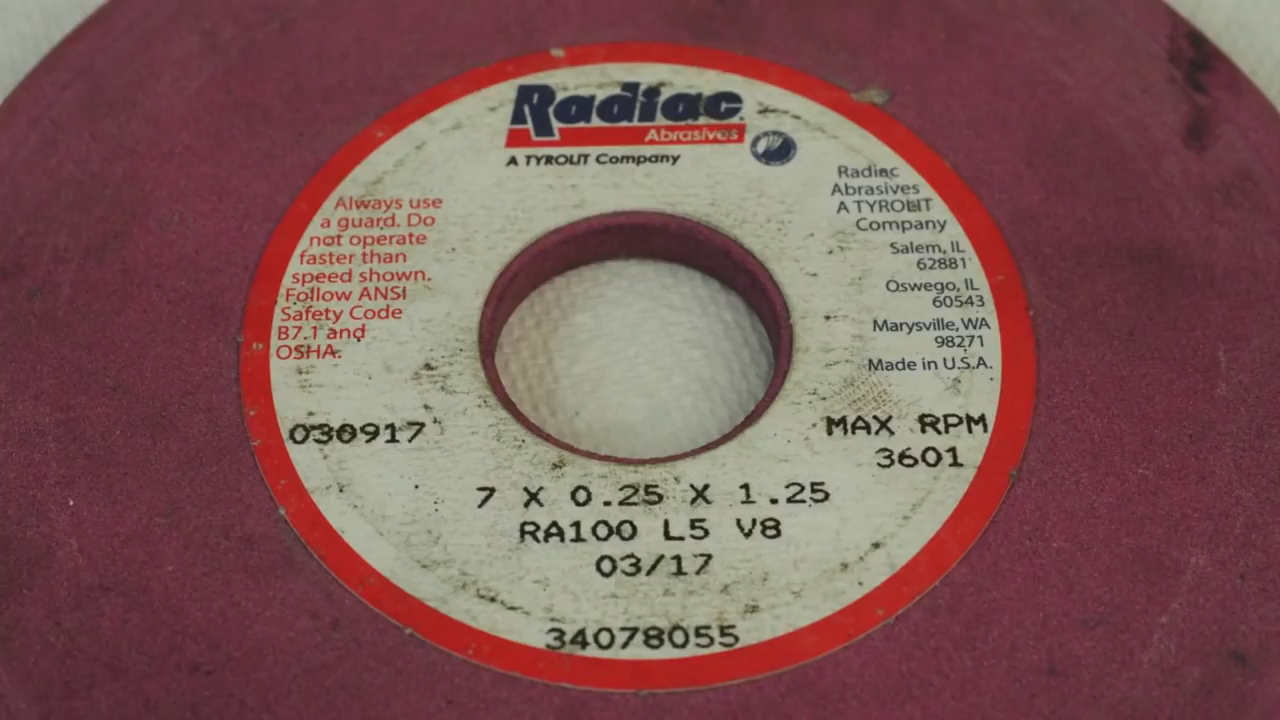 Radiac
Abrasives
A TYROLIT Company
Always use
a guard. Do
not operate
faster than
speed shown.
Follow ANSI
Safety Code
B7.1 and
OSHA.
Radiac
Abrasives
A TYROLIT
Company
Salem, IL
62881
Oswego, IL
60543
Marysville, WA
98271
Made in U.S.A.
030917
MAX RPM
3601
7 X 0.25 X 1.25
RA100 L5 V8
03/17
34078055